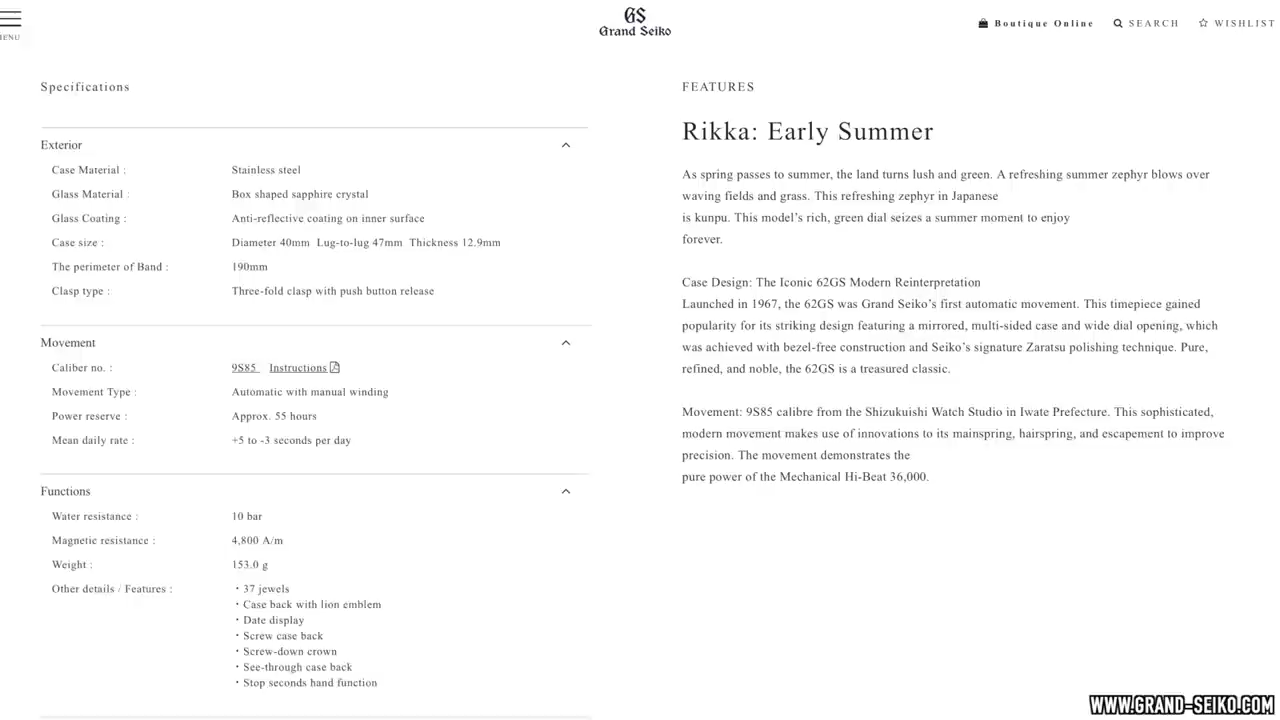 MENU
GS
Grand Seiko
Boutique Online
SEARCH
WISHLIST
Specifications
Exterior
Case Material :
Stainless steel
Glass Material :
Box shaped sapphire crystal
Glass Coating :
Anti-reflective coating on inner surface
Case size :
Diameter 40mm Lug-to-lug 47mm Thickness 12.9mm
The perimeter of Band :
190mm
Clasp type :
Three-fold clasp with push button release
Movement
Caliber no. :
9S85 Instructions
Movement Type :
Automatic with manual winding
Power reserve :
Approx. 55 hours
Mean daily rate :
+5 to -3 seconds per day
Functions
Water resistance :
10 bar
Magnetic resistance :
4,800 A/m
Weight :
153.0 g
Other details / Features :
・37 jewels
・Case back with lion emblem
・Date display
・Screw case back
・Screw-down crown
・See-through case back
・Stop seconds hand function
FEATURES
Rikka: Early Summer
As spring passes to summer, the land turns lush and green. A refreshing summer zephyr blows over
waving fields and grass. This refreshing zephyr in Japanese
is kunpu. This model’s rich, green dial seizes a summer moment to enjoy
forever.
Case Design: The Iconic 62GS Modern Reinterpretation
Launched in 1967, the 62GS was Grand Seiko’s first automatic movement. This timepiece gained
popularity for its striking design featuring a mirrored, multi-sided case and wide dial opening, which
was achieved with bezel-free construction and Seiko’s signature Zaratsu polishing technique. Pure,
refined, and noble, the 62GS is a treasured classic.
Movement: 9S85 calibre from the Shizukuishi Watch Studio in Iwate Prefecture. This sophisticated,
modern movement makes use of innovations to its mainspring, hairspring, and escapement to improve
precision. The movement demonstrates the
pure power of the Mechanical Hi-Beat 36,000.
WWW.GRAND-SEIKO.COM